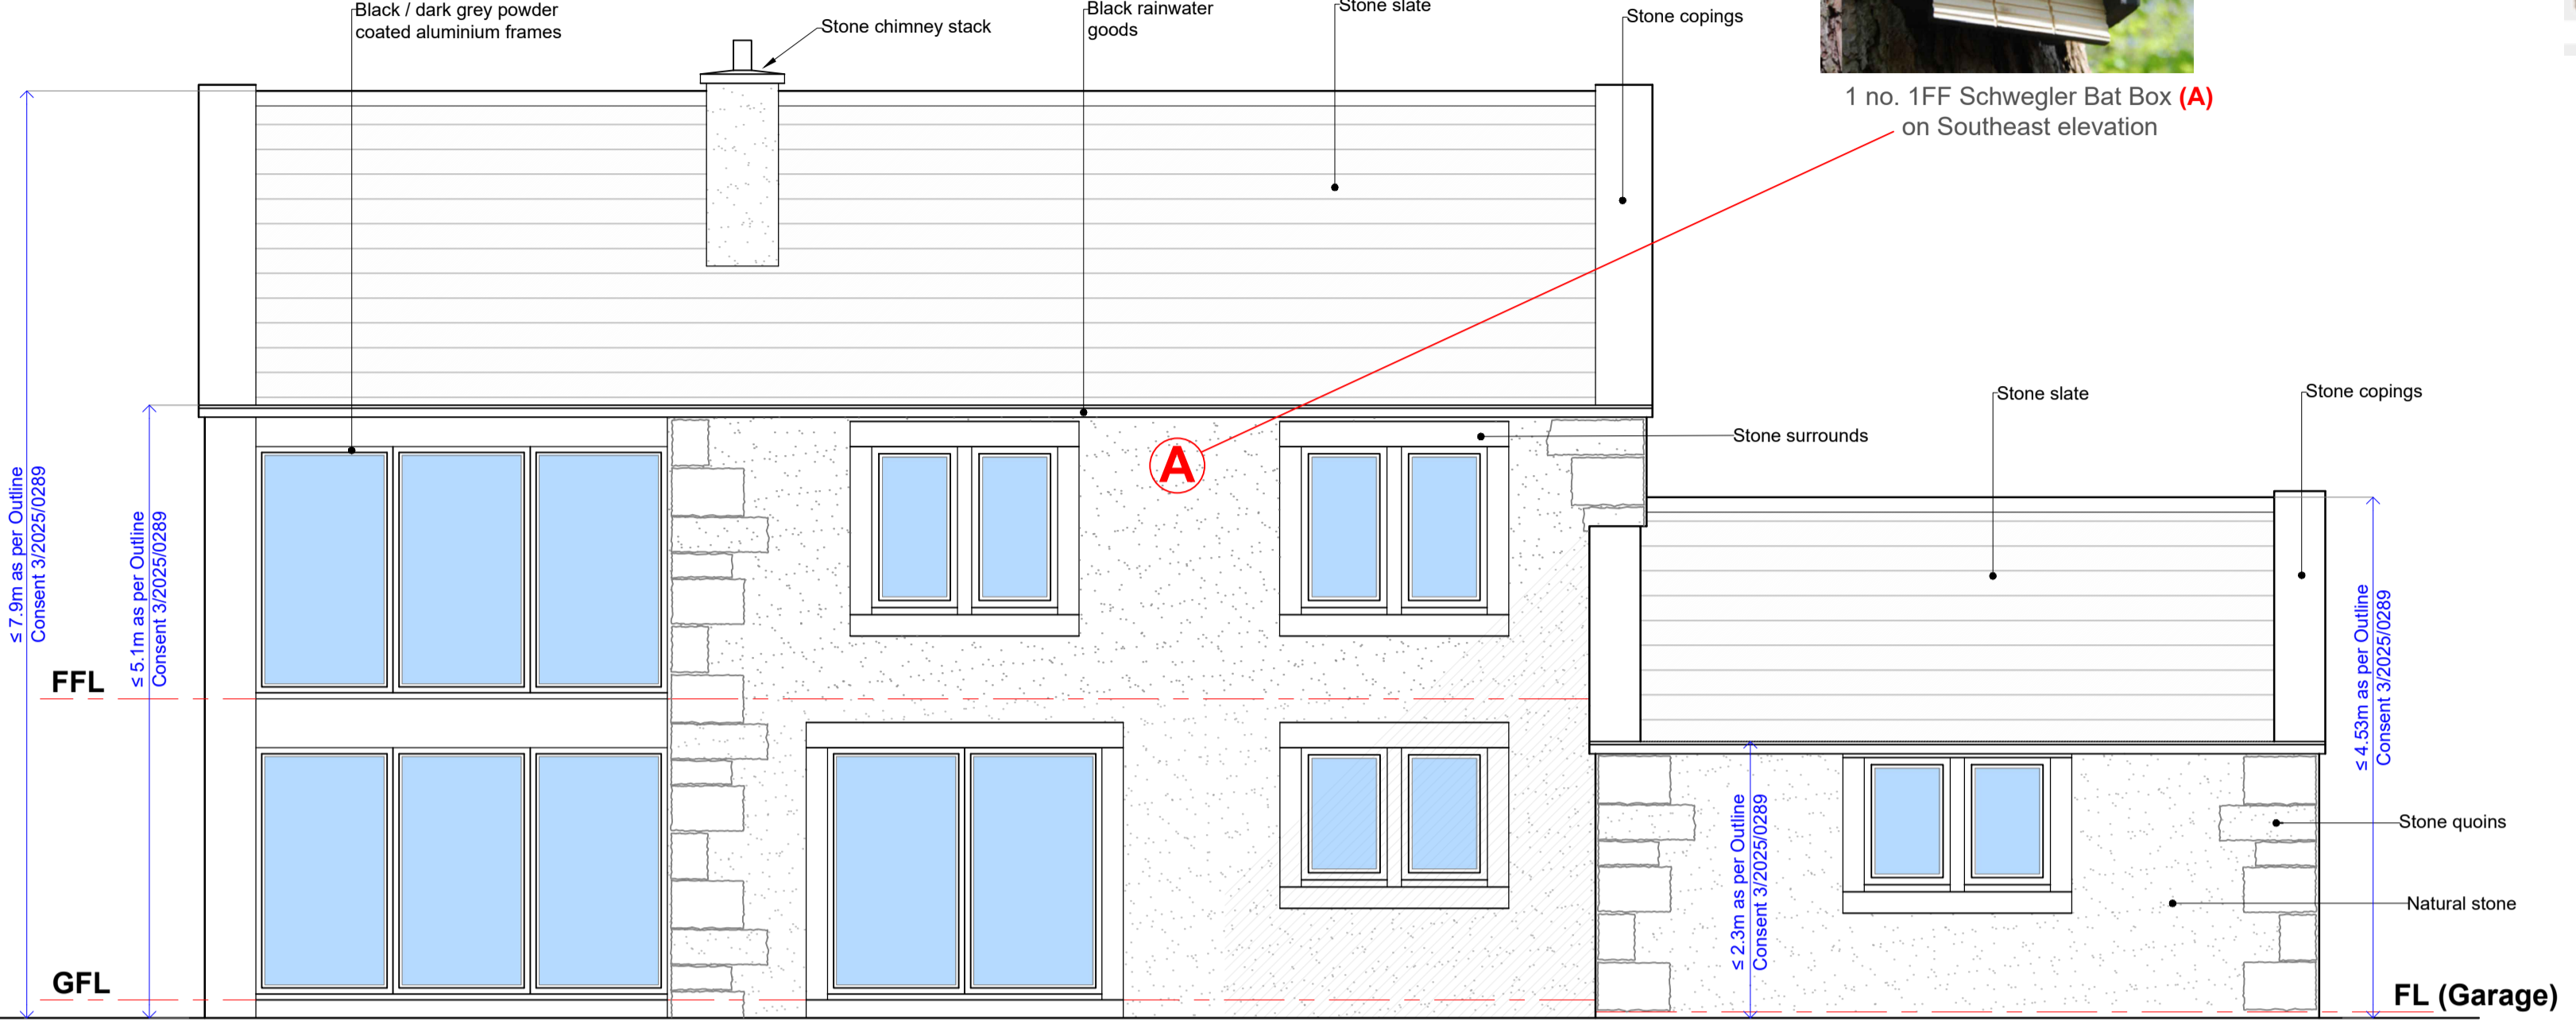 Black / dark grey powder
coated aluminium frames
Stone chimney stack
Black rainwater
goods
Stone slate
Stone copings
1 no. 1FF Schwegler Bat Box (A)
on Southeast elevation
Stone slate
Stone copings
Stone surrounds
A
≤ 7.9m as per Outline
Consent 3/2025/0289
≤ 5.1m as per Outline
Consent 3/2025/0289
≤ 4.53m as per Outline
Consent 3/2025/0289
FFL
≤ 2.3m as per Outline
Consent 3/2025/0289
Stone quoins
Natural stone
GFL
FL (Garage)